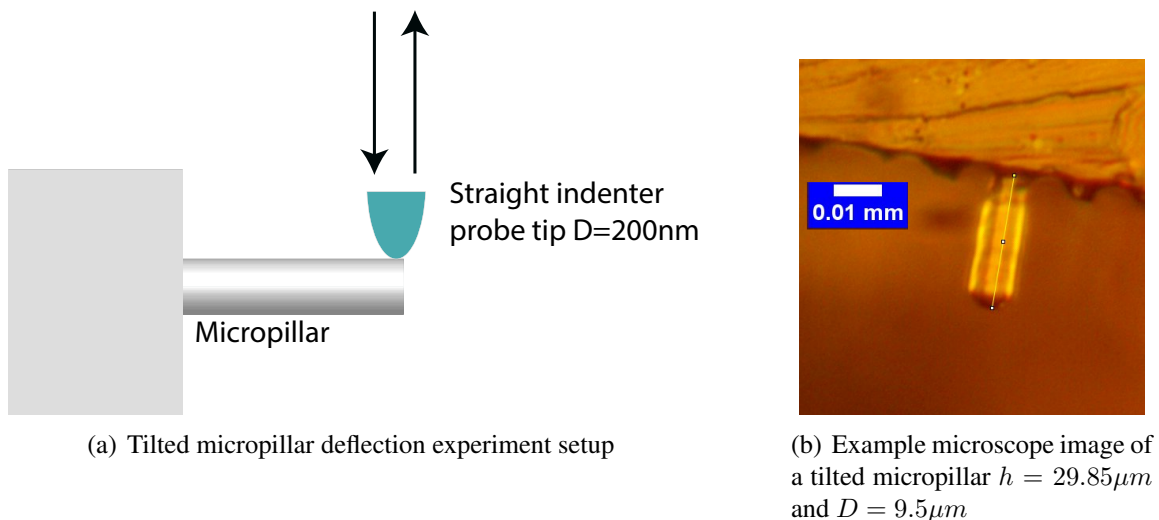 Straight indenter
probe tip D=200nm
Micropillar
0.01 mm
(a) Tilted micropillar deflection experiment setup
(b) Example microscope image of
a tilted micropillar h = 29.85μm
and D = 9.5μm